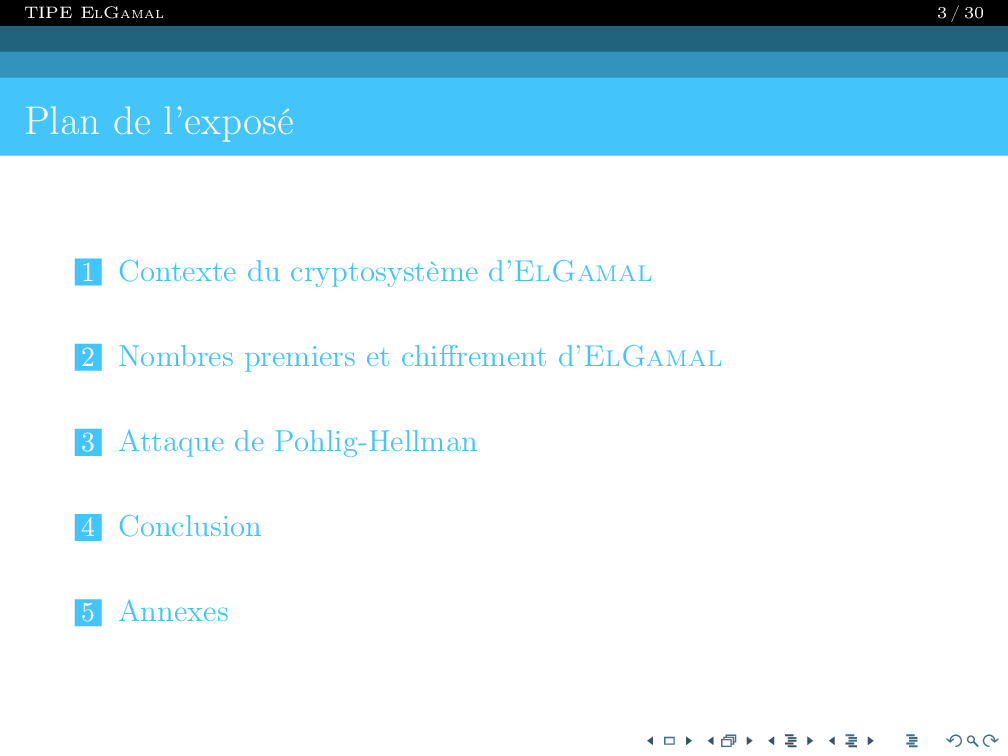 TIPE ElGamal 3 / 30
Plan de l'exposé
1 Contexte du cryptosystème d'ElGamal
2 Nombres premiers et chiffrement d'ElGamal
3 Attaque de Pohlig-Hellman
4 Conclusion
5 Annexes